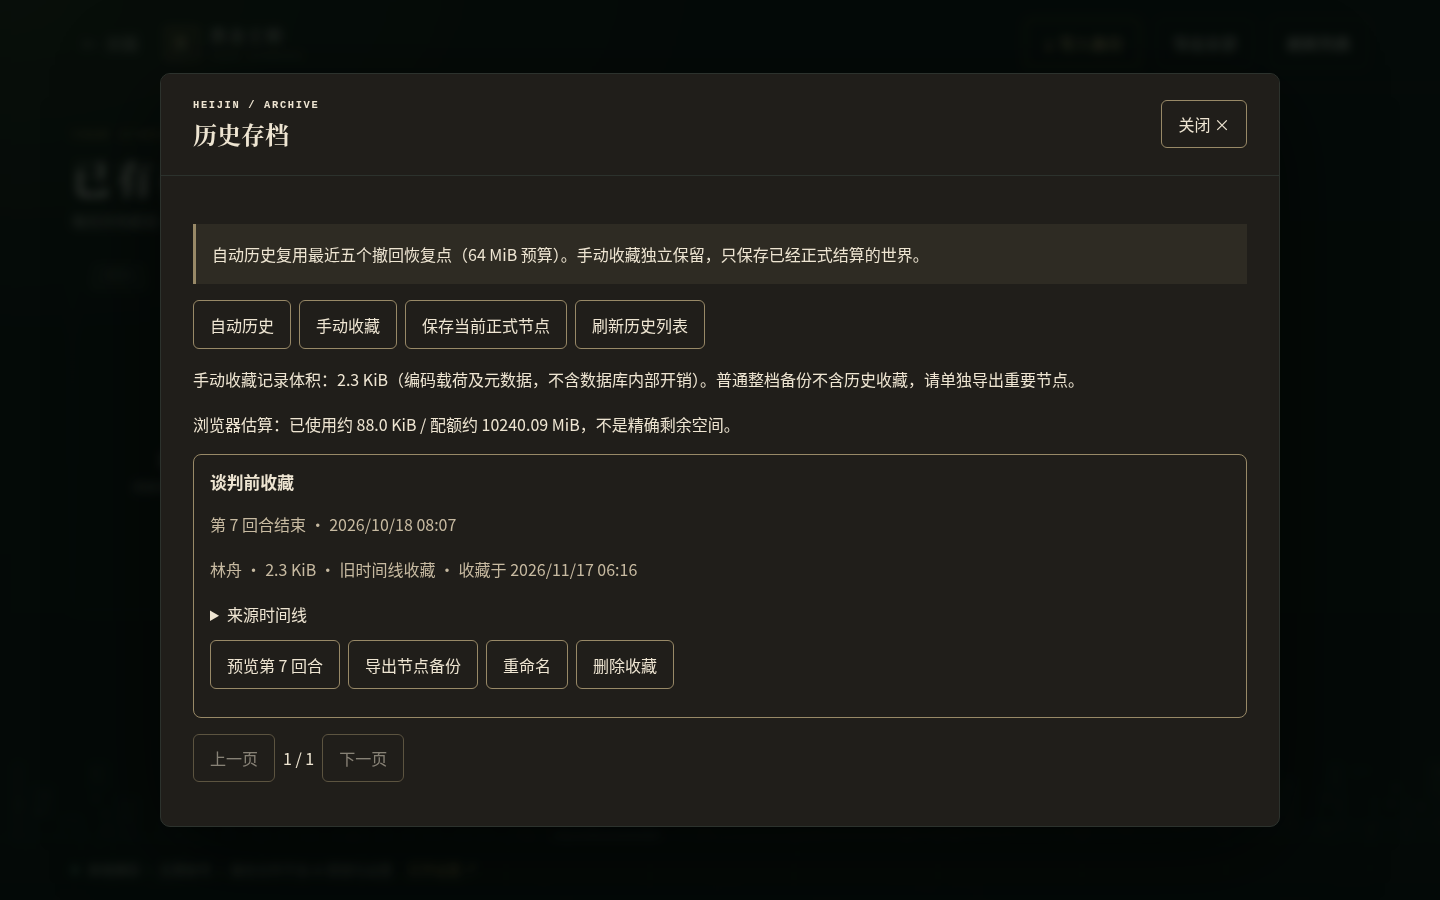 HEIJIN / ARCHIVE
历史存档
关闭 ×
自动历史复用最近五个撤回恢复点（64 MiB 预算）。手动收藏独立保留，只保存已经正式结算的世界。
自动历史
手动收藏
保存当前正式节点
刷新历史列表
手动收藏记录体积：2.3 KiB（编码载荷及元数据，不含数据库内部开销）。普通整档备份不含历史收藏，请单独导出重要节点。
浏览器估算：已使用约 88.0 KiB / 配额约 10240.09 MiB，不是精确剩余空间。
谈判前收藏
第 7 回合结束 · 2026/10/18 08:07
林舟 · 2.3 KiB · 旧时间线收藏 · 收藏于 2026/11/17 06:16
▶ 来源时间线
预览第 7 回合
导出节点备份
重命名
删除收藏
上一页
1 / 1
下一页
已有